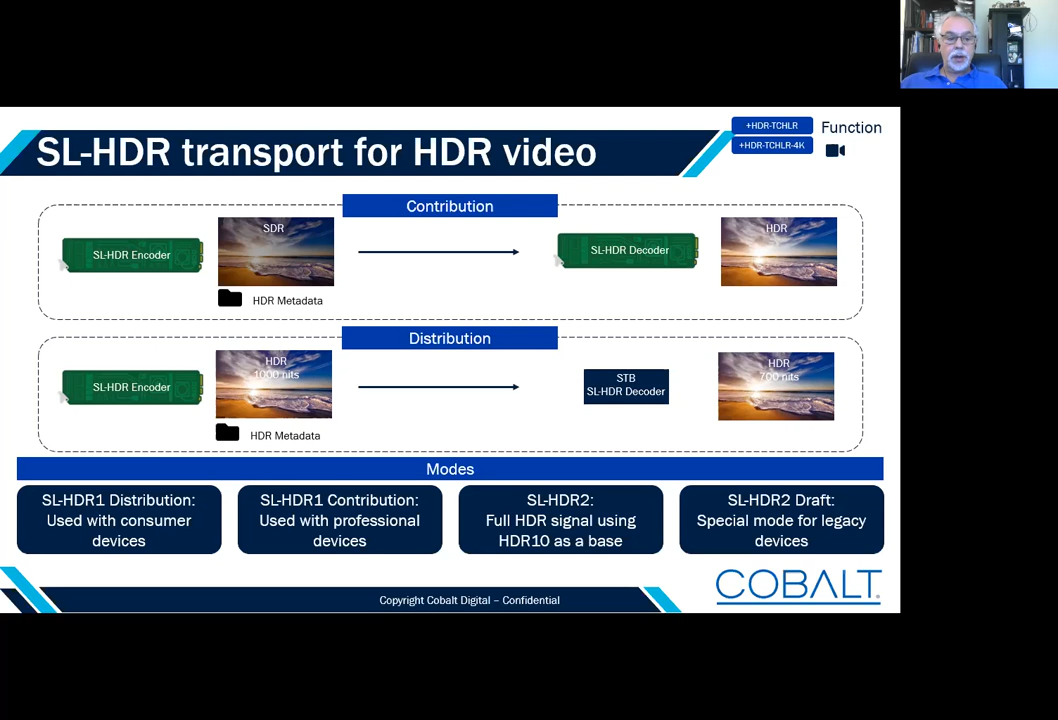 SL-HDR transport for HDR video
+HDR-TCHLR
+HDR-TCHLR-4K
Function
Contribution
SL-HDR Encoder
SDR
HDR Metadata
SL-HDR Decoder
HDR
Distribution
SL-HDR Encoder
HDR
1000 nits
HDR Metadata
STB
SL-HDR Decoder
HDR
700 nits
Modes
SL-HDR1 Distribution:
Used with consumer
devices
SL-HDR1 Contribution:
Used with professional
devices
SL-HDR2:
Full HDR signal using
HDR10 as a base
SL-HDR2 Draft:
Special mode for legacy
devices
Copyright Cobalt Digital – Confidential
COBALT